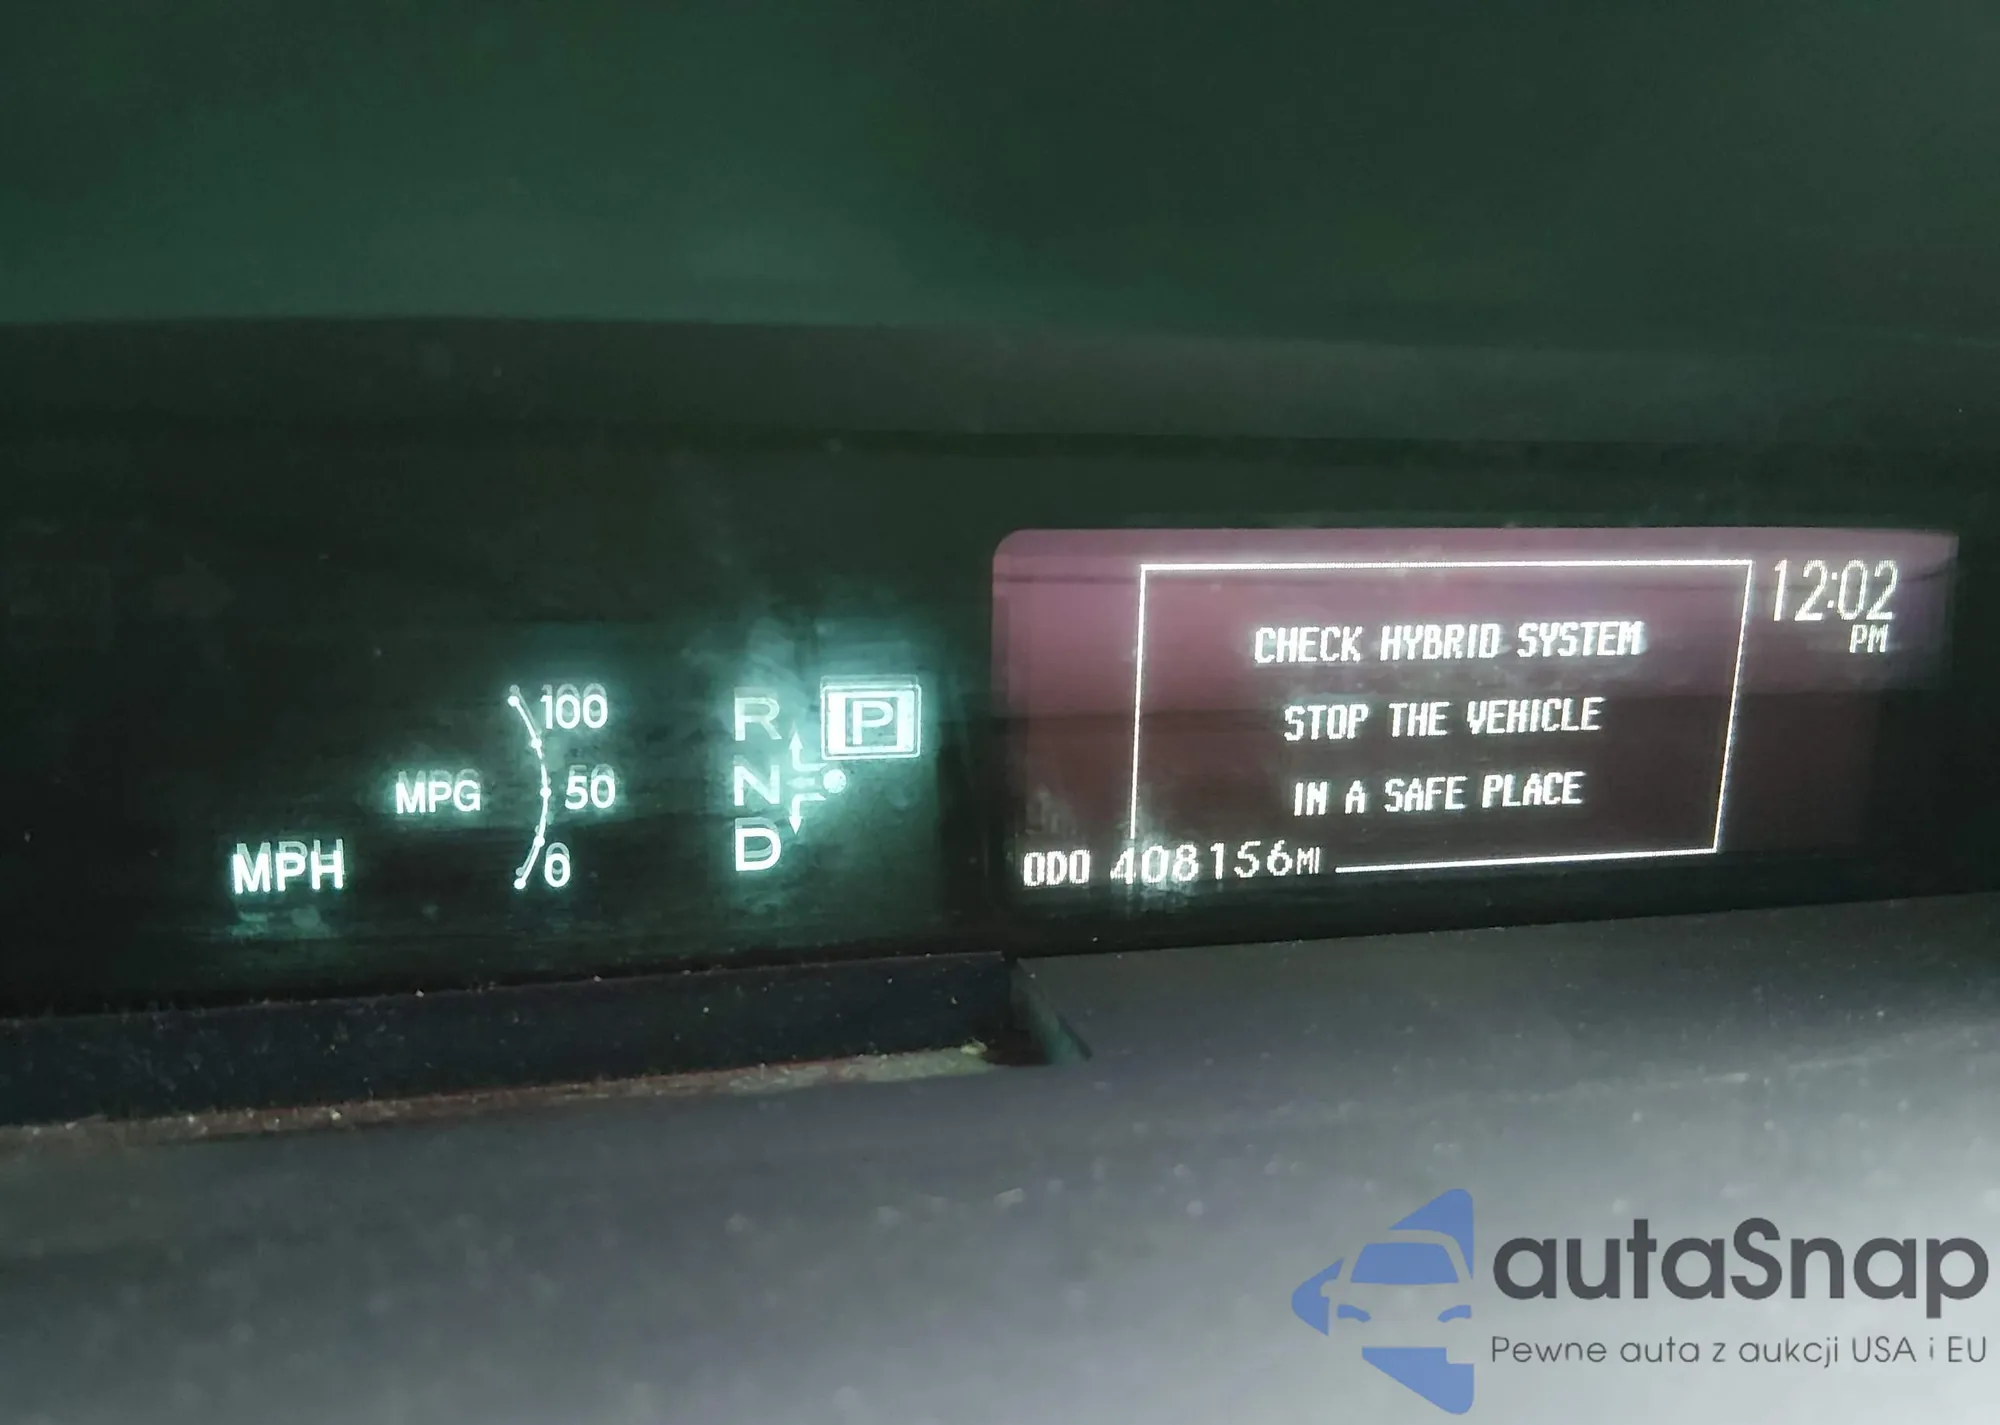 100
MPG 50
MPH 0
R P
N
D
CHECK HYBRID SYSTEM
STOP THE VEHICLE
IN A SAFE PLACE
12:02
PM
ODO 408156MI
autaSnap
Pewne auta z aukcji USA i EU